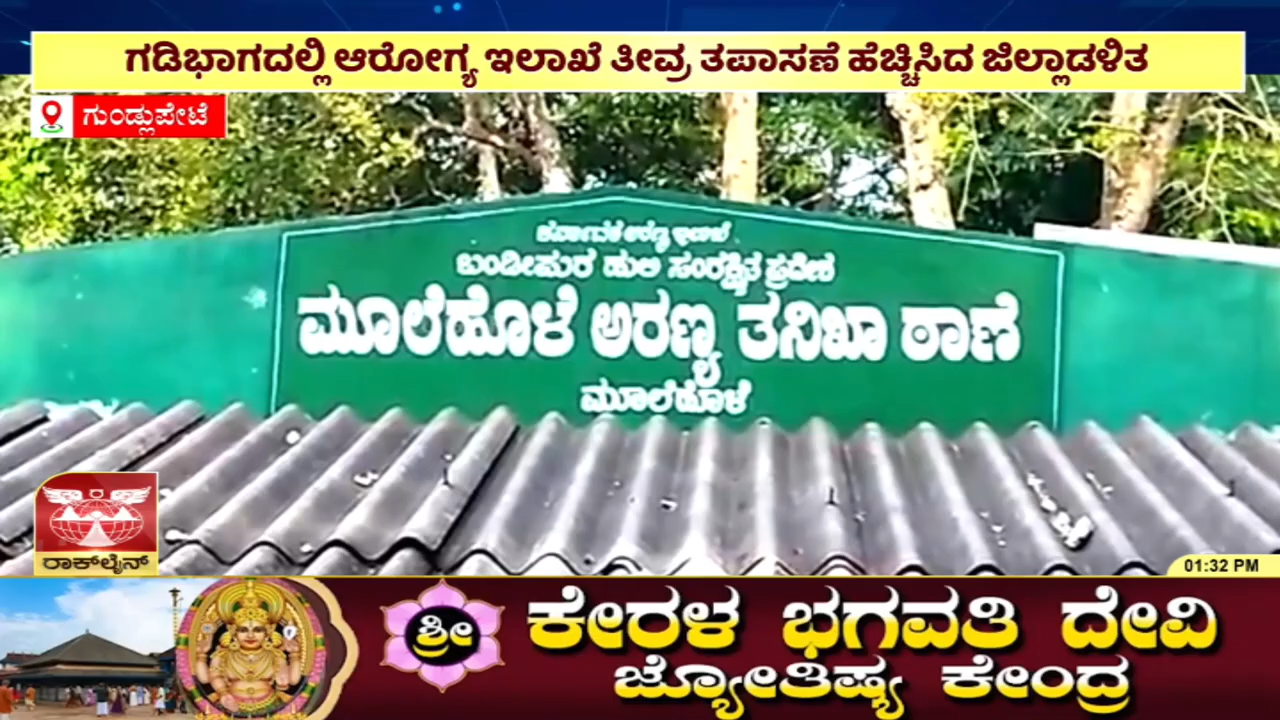 ಗಡಿಭಾಗದಲ್ಲಿ ಆರೋಗ್ಯ ಇಲಾಖೆ ತೀವ್ರ ತಪಾಸಣೆ ಹೆಚ್ಚಿಸಿದ ಜಿಲ್ಲಾಡಳಿತ
ಗುಂಡ್ಲುಪೇಟೆ
ಕರ್ನಾಟಕ ಅರಣ್ಯ ಇಲಾಖೆ
ಬಂಡೀಪುರ ಹುಲಿ ಸಂರಕ್ಷಿತ ಪ್ರದೇಶ
ಮೂಲೆಹೊಳೆ ಅರಣ್ಯ ತನಿಖಾ ಠಾಣೆ
ಮೂಲೆಹೊಳೆ
ರಾಕ್‌ಲೈನ್
01:32 PM
ಶ್ರೀ ಕೇರಳ ಭಗವತಿ ದೇವಿ
ಜ್ಯೋತಿಷ್ಯ ಕೇಂದ್ರ